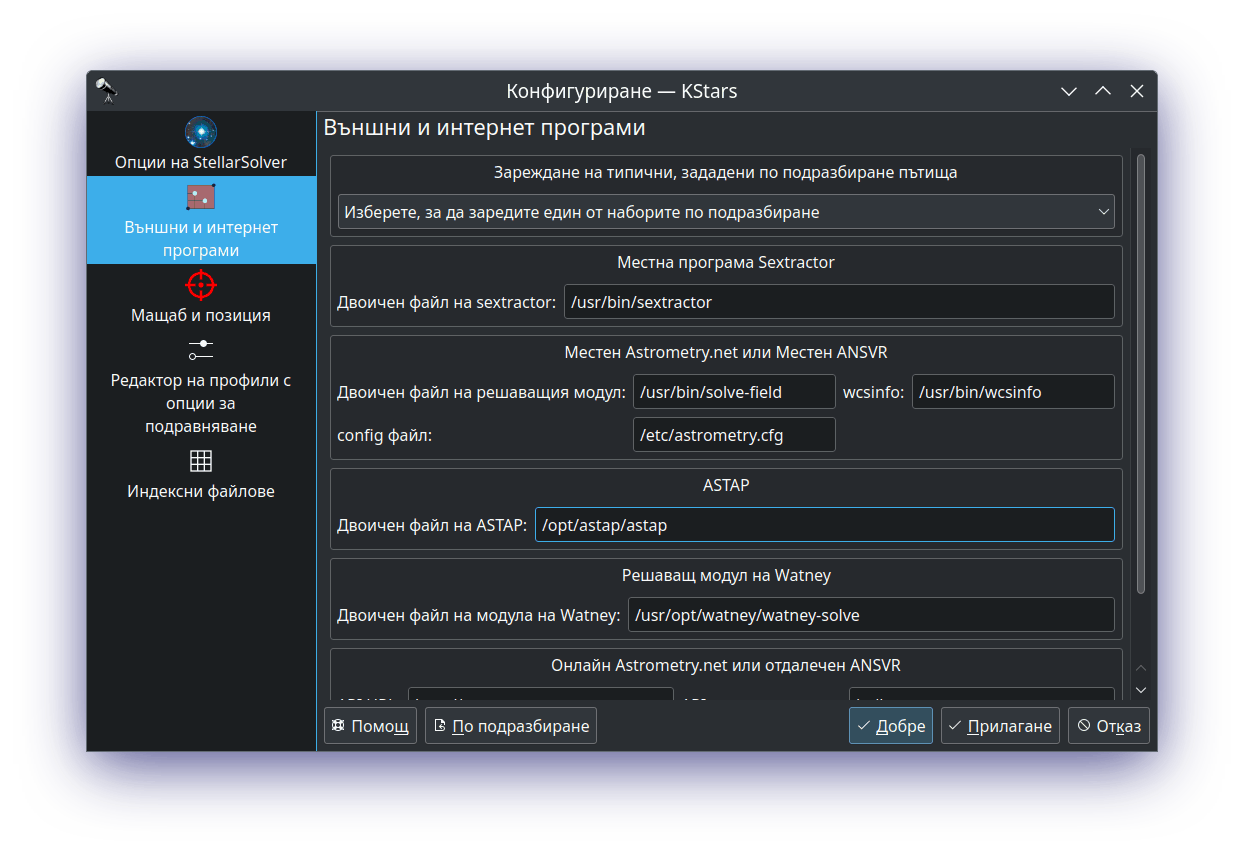 Конфигуриране — KStars
Опции на StellarSolver
Външни и интернет
програми
Мащаб и позиция
Редактор на профили с
опции за
подравняване
Индексни файлове
Външни и интернет програми
Зареждане на типични, зададени по подразбиране пътища
Изберете, за да заредите един от наборите по подразбиране
Местна програма Sextractor
Двоичен файл на sextractor: /usr/bin/sextractor
Местен Astrometry.net или Местен ANSVR
Двоичен файл на решаващия модул: /usr/bin/solve-field wcsinfo: /usr/bin/wcsinfo
config файл: /etc/astrometry.cfg
ASTAP
Двоичен файл на ASTAP: /opt/astap/astap
Решаващ модул на Watney
Двоичен файл на модула на Watney: /usr/opt/watney/watney-solve
Онлайн Astrometry.net или отдалечен ANSVR
Помощ По подразбиране Добре Прилагане Отказ